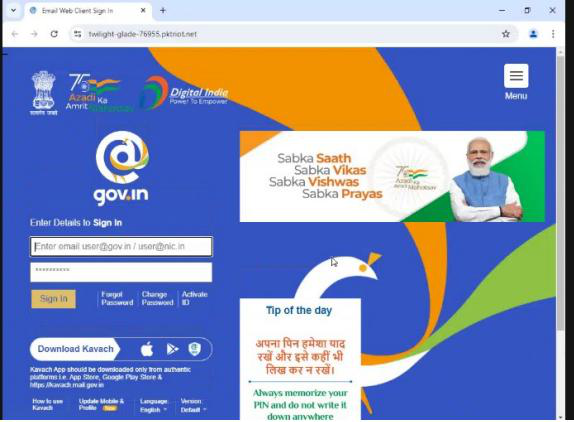 Email Web Client Sign In
twilight-glade-76955.pktriot.net
75
Azadi Ka
Amrit Mahotsav
Digital India
Power To Empower
सत्यमेव जयते
Menu
gov.in
Sabka Saath
Sabka Vikas
Sabka Vishwas
Sabka Prayas
75
Azadi Ka
Amrit Mahotsav
Enter Details to Sign In
Enter email user@gov.in / user@nic.in
**********
Sign In
Forgot Password
Change Password
Activate ID
Download Kavach
Kavach App should be downloaded only from authentic
platforms i.e. App Store, Google Play Store &
https://kavach.mail.gov.in
How to use Kavach
Update Mobile & Profile New
Language: English
Version: Default
Tip of the day
अपना पिन हमेशा याद
रखें और इसे कहीं भी
लिख कर न रखें।
Always memorize your
PIN and do not write it
down anywhere